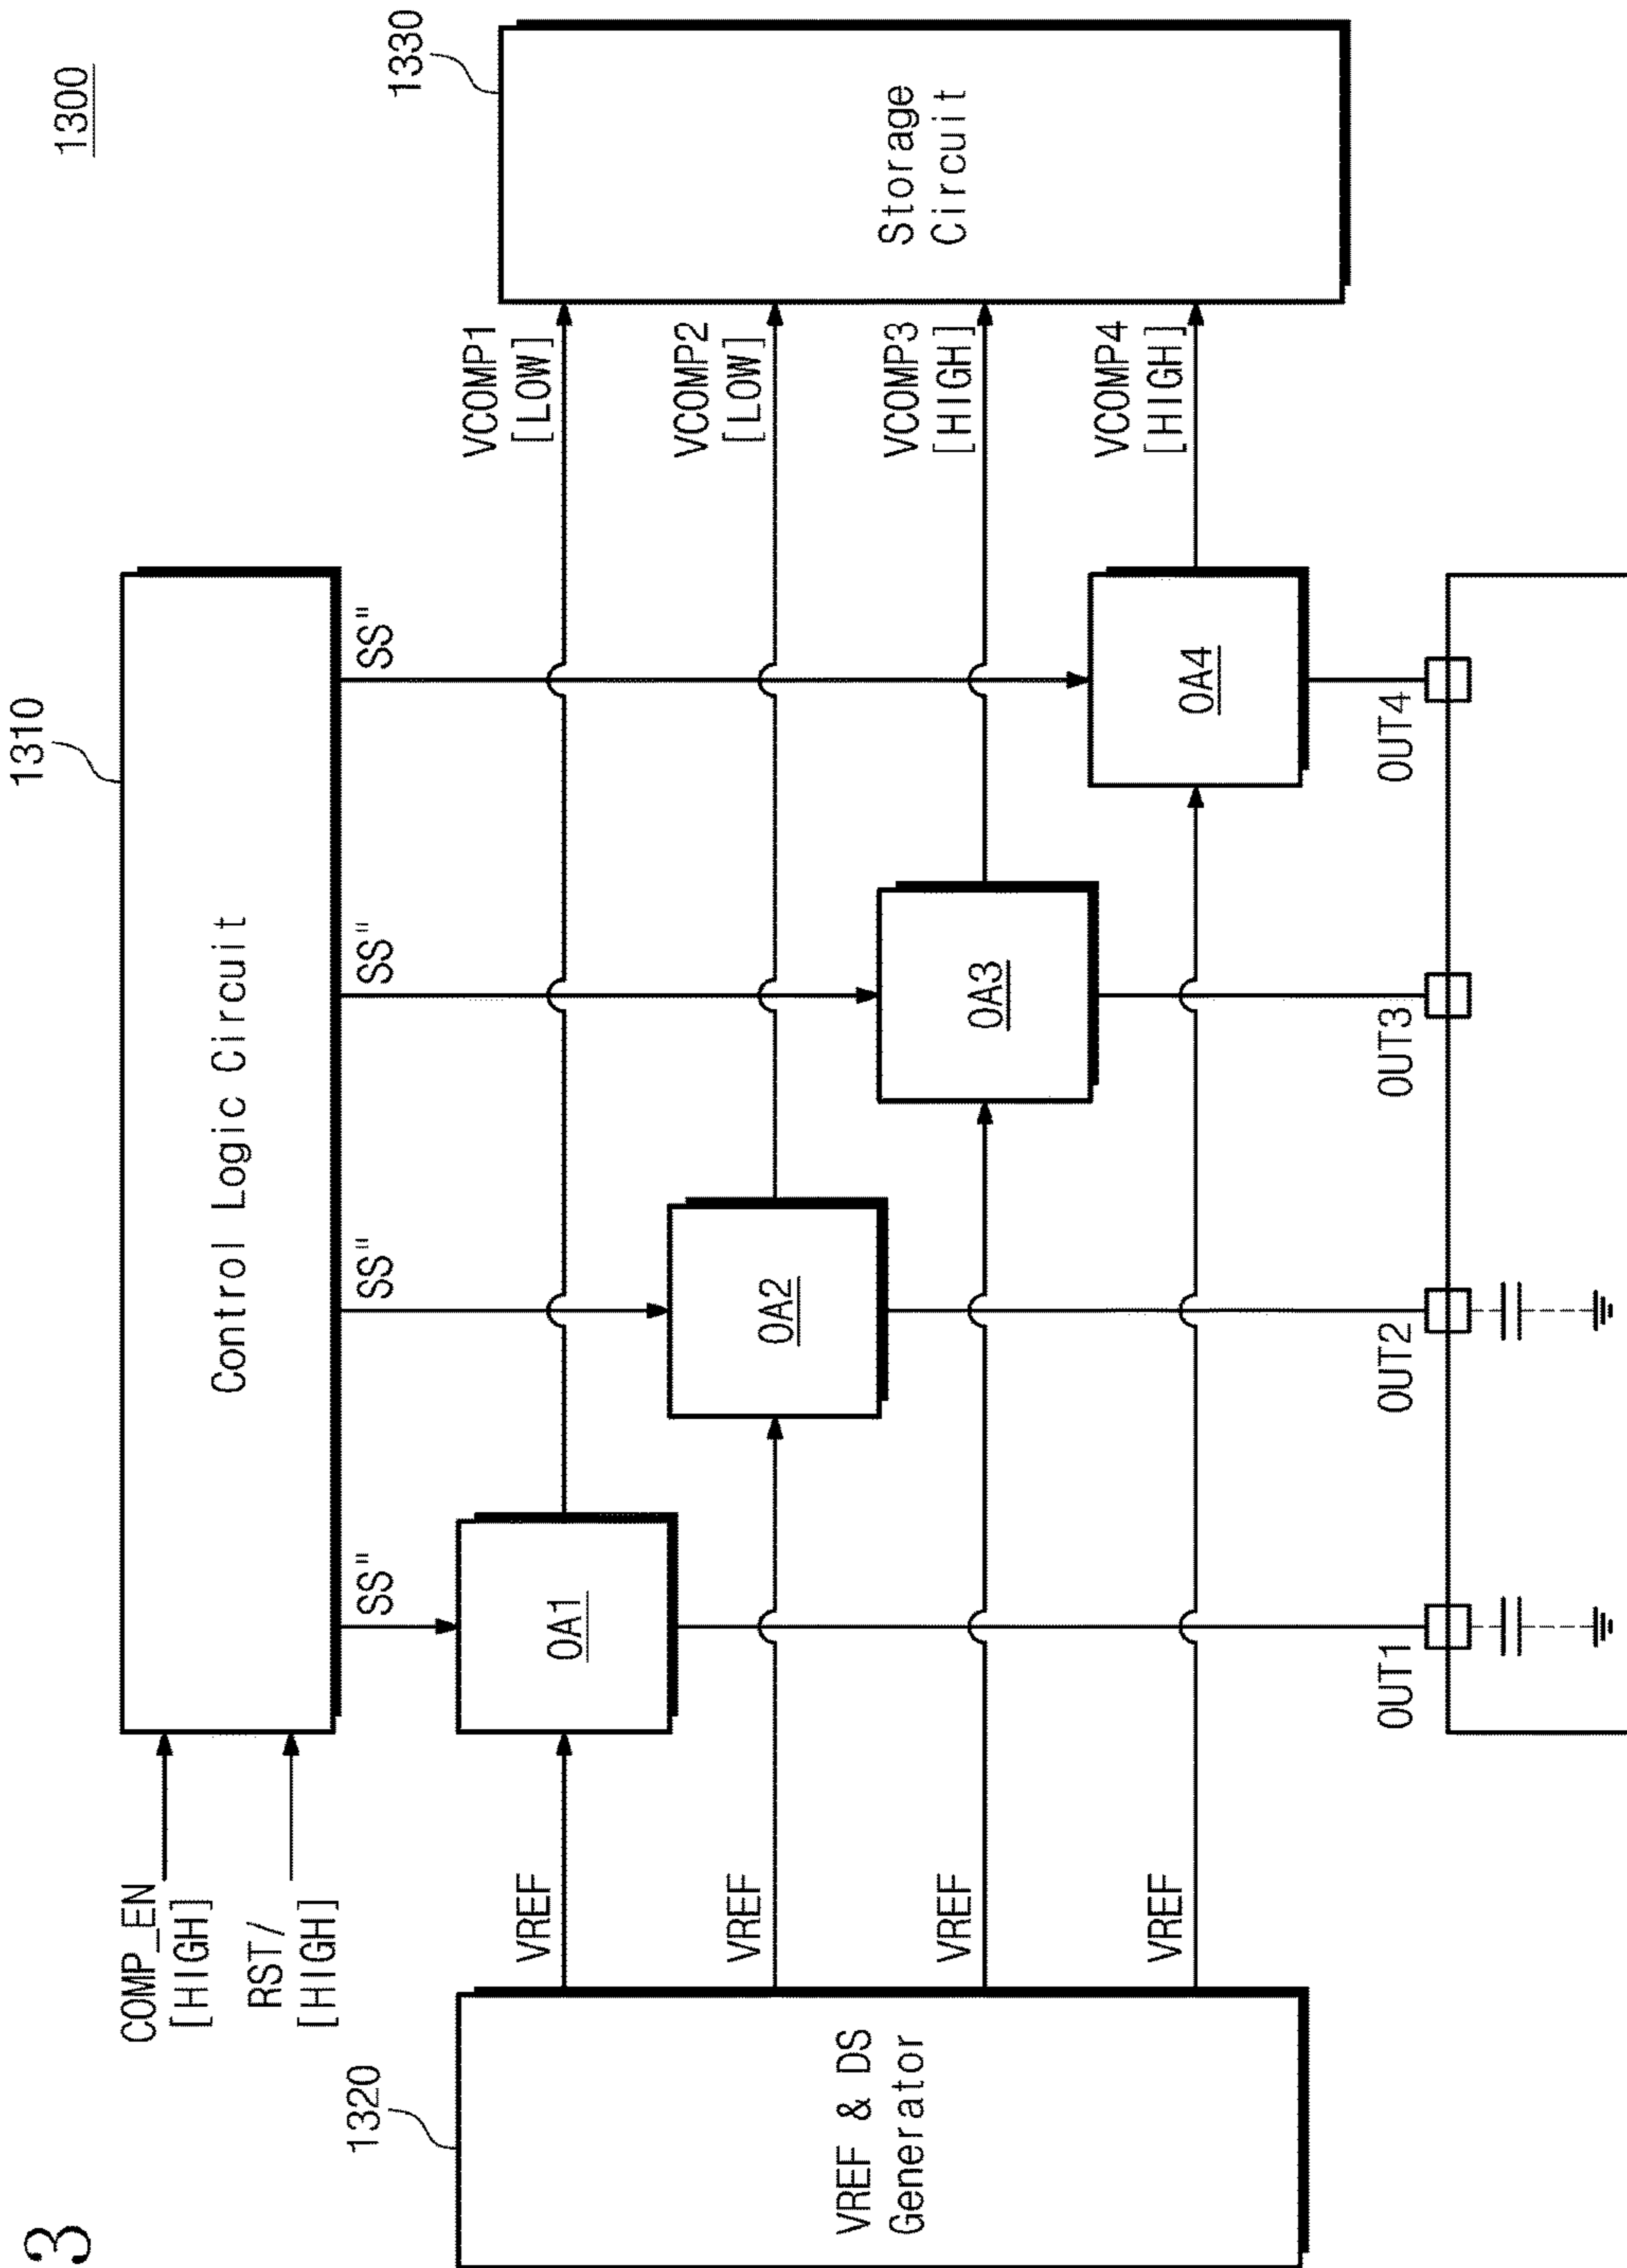 3
1300
1310
Control Logic Circuit
COMP_EN
[HIGH]
RST/
[HIGH]
SS"
SS"
SS"
SS"
1320
VREF & DS
Generator
VREF
VREF
VREF
VREF
OA1
OA2
OA3
OA4
VCOMP1
[LOW]
VCOMP2
[LOW]
VCOMP3
[HIGH]
VCOMP4
[HIGH]
1330
Storage
Circuit
OUT1
OUT2
OUT3
OUT4